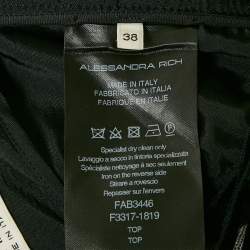 38
ALESSANDRA RICH
MADE IN ITALY
FABRICATO IN ITALIA
FABRIQUE EN ITALIE
Specialist dry clean only
Lavaggio a secco in tintoria specializzata
Spécialiste nettoyage a sec seulement
Iron on the reverse side
Stirare a rovescio
Repasser sur l'envers
FAB3446
F3317-1819
TOP
TOP